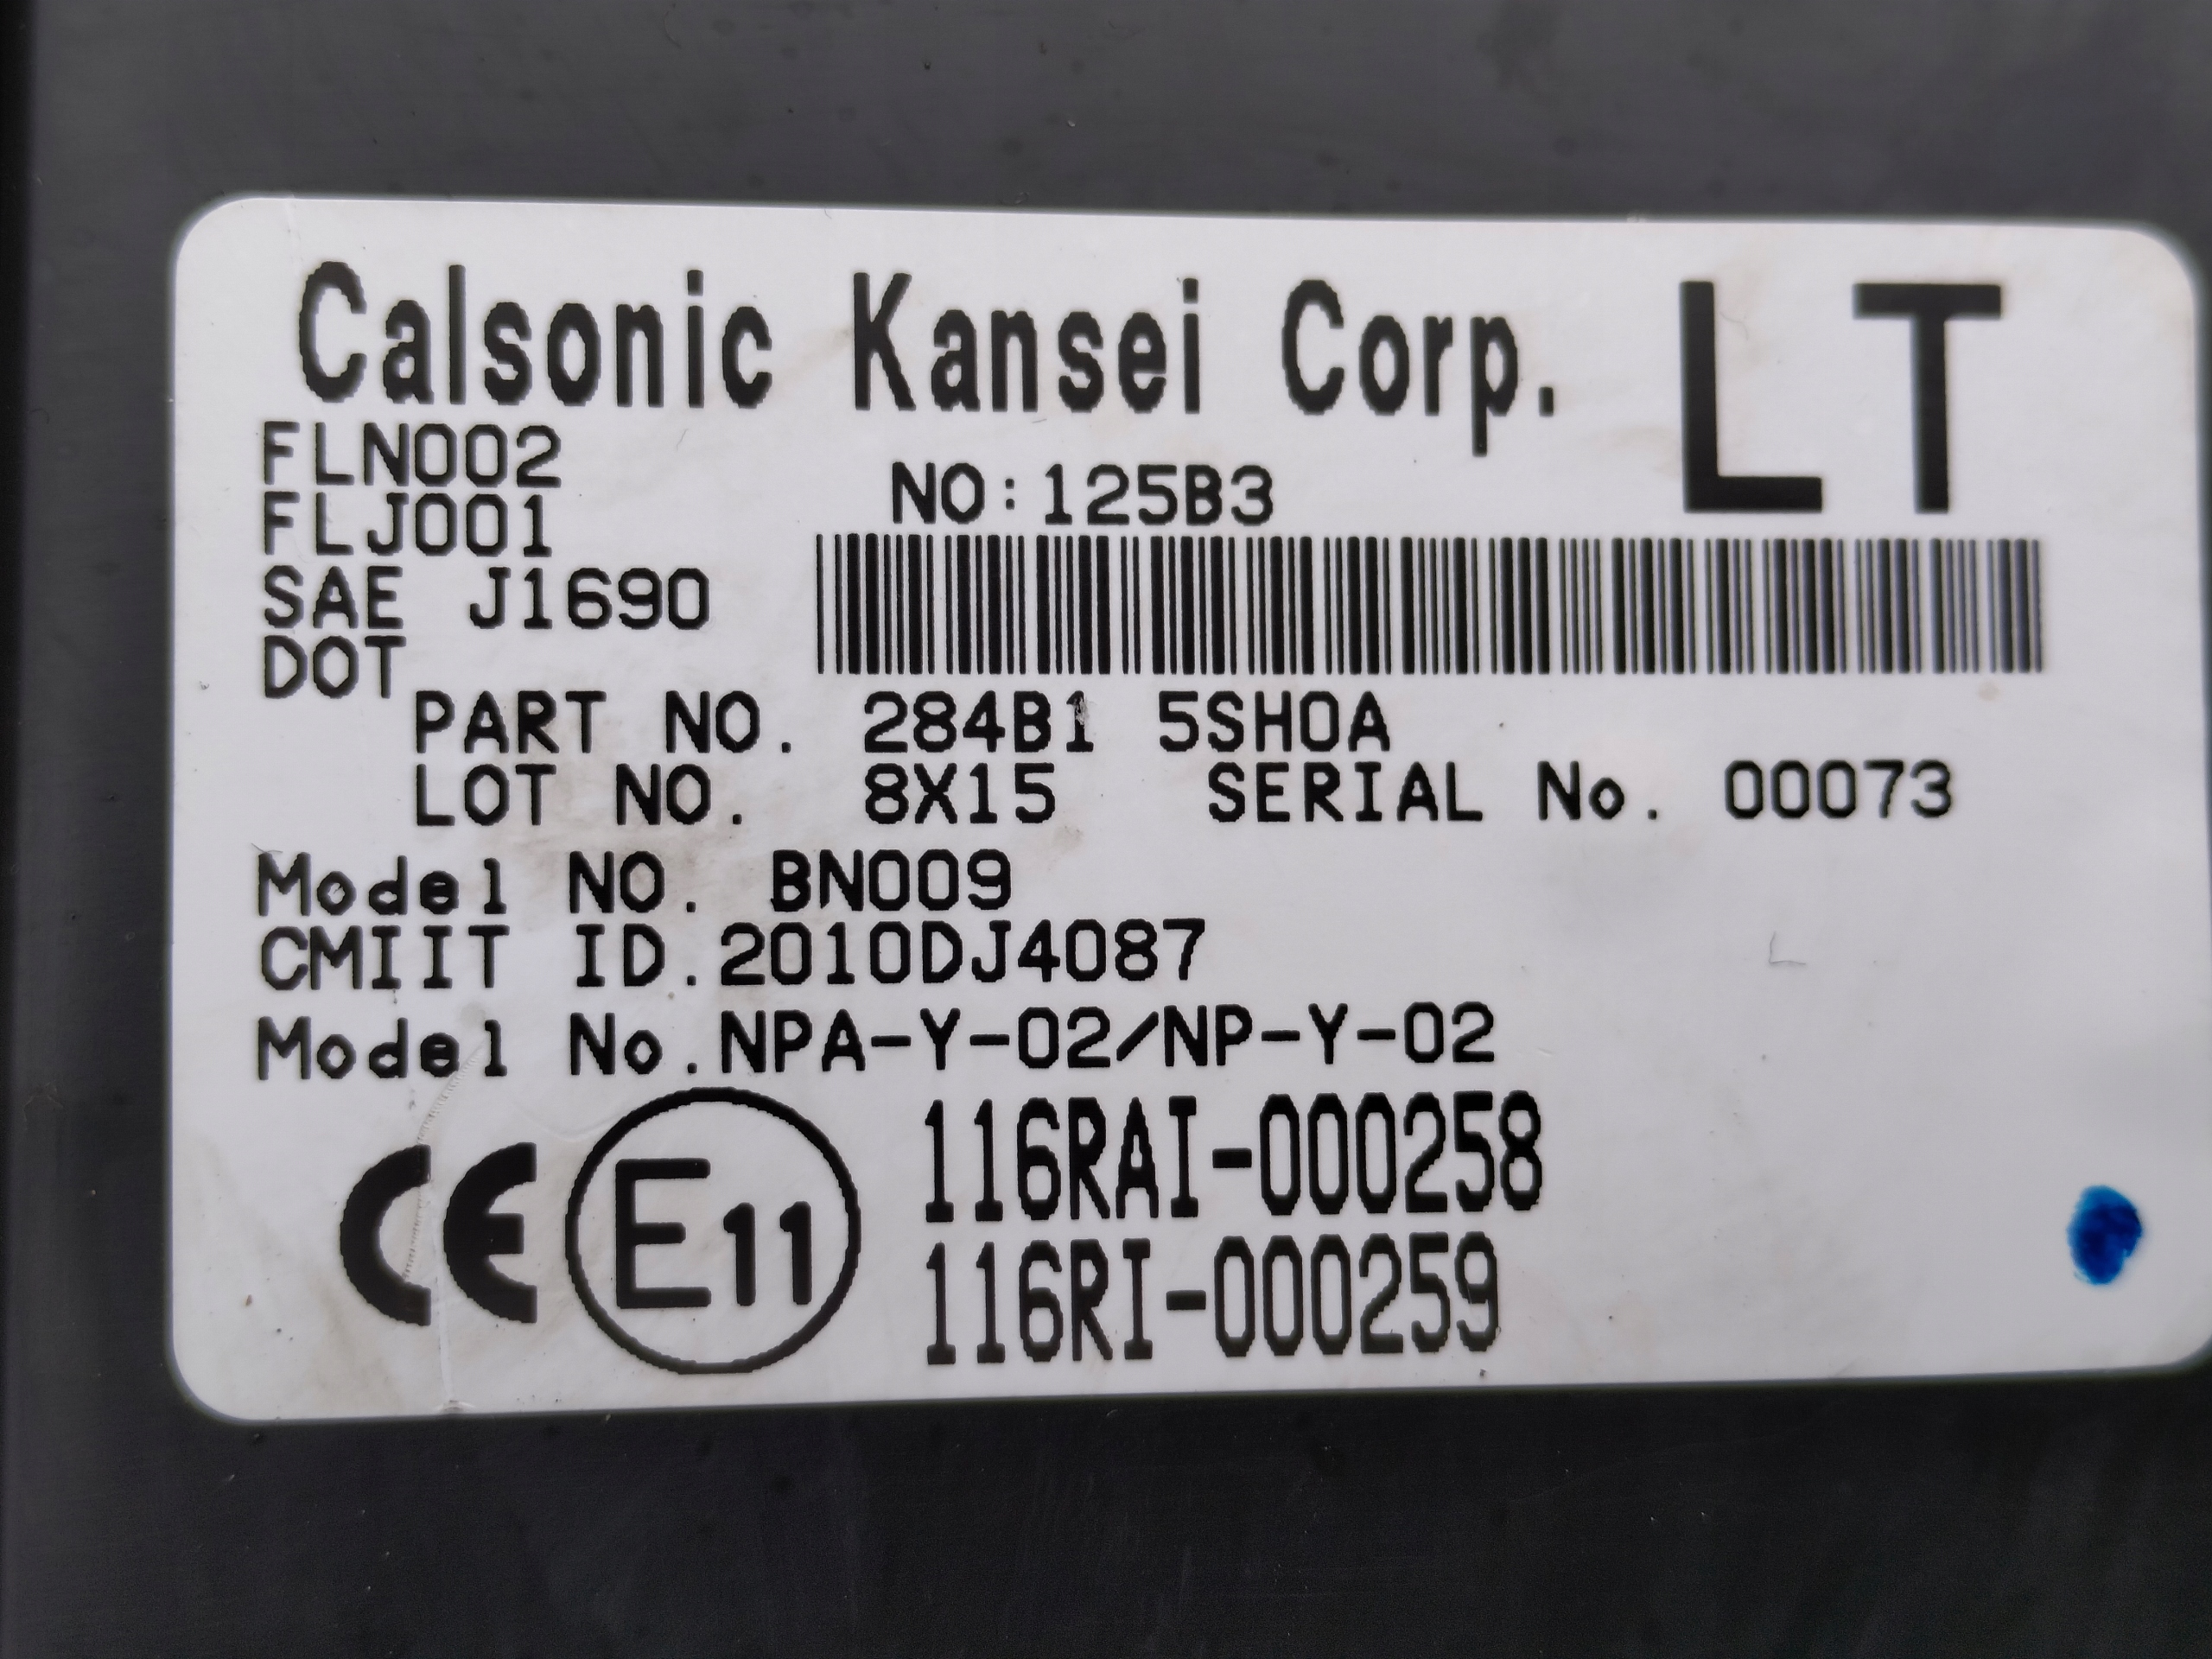 Calsonic Kansei Corp. LT
FLN002
NO:125B3
FLJ001
SAE J1690
DOT
PART NO. 284B1 5SH0A
LOT NO. 8X15 SERIAL No. 00073
Model NO. BN009
CMIIT ID.2010DJ4087
Model No.NPA-Y-02/NP-Y-02
CE E11 116RAI-000258
116RI-000259